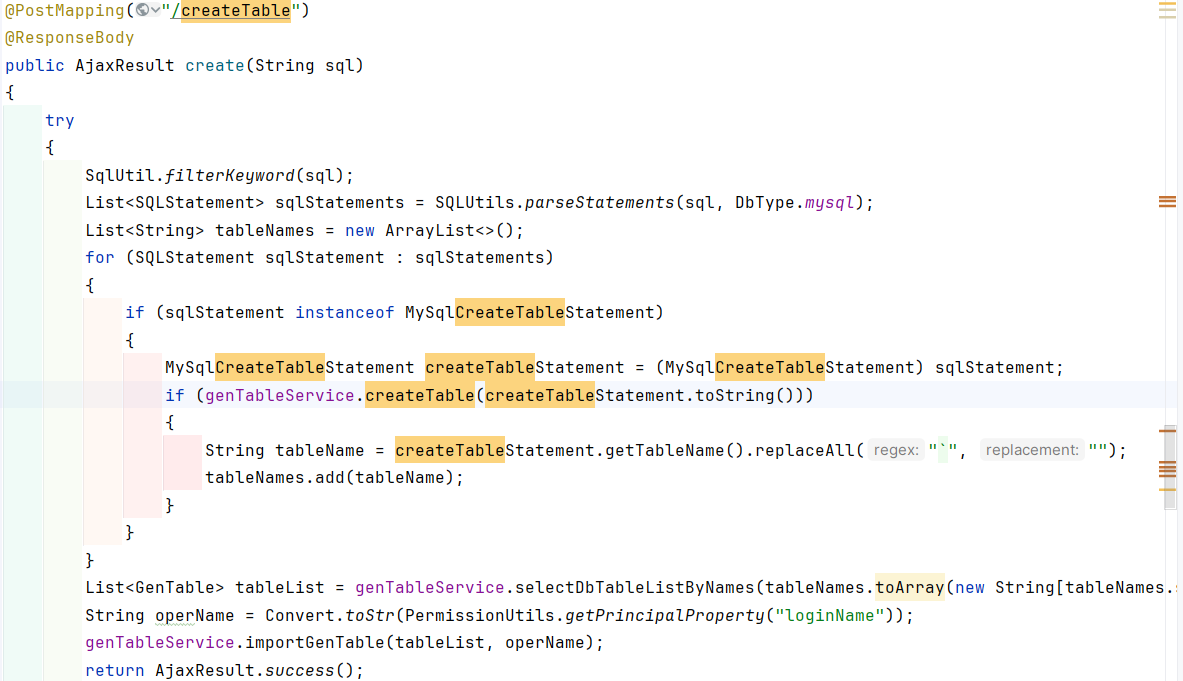 @PostMapping("/createTable")
@ResponseBody
public AjaxResult create(String sql)
{
try
{
SqlUtil.filterKeyword(sql);
List<SQLStatement> sqlStatements = SQLUtils.parseStatements(sql, DbType.mysql);
List<String> tableNames = new ArrayList<>();
for (SQLStatement sqlStatement : sqlStatements)
{
if (sqlStatement instanceof MySqlCreateTableStatement)
{
MySqlCreateTableStatement createTableStatement = (MySqlCreateTableStatement) sqlStatement;
if (genTableService.createTable(createTableStatement.toString()))
{
String tableName = createTableStatement.getTableName().replaceAll( regex: "`", replacement: "");
tableNames.add(tableName);
}
}
}
List<GenTable> tableList = genTableService.selectDbTableListByNames(tableNames.toArray(new String[tableNames.
String operName = Convert.toStr(PermissionUtils.getPrincipalProperty("loginName"));
genTableService.importGenTable(tableList, operName);
return AjaxResult.success();